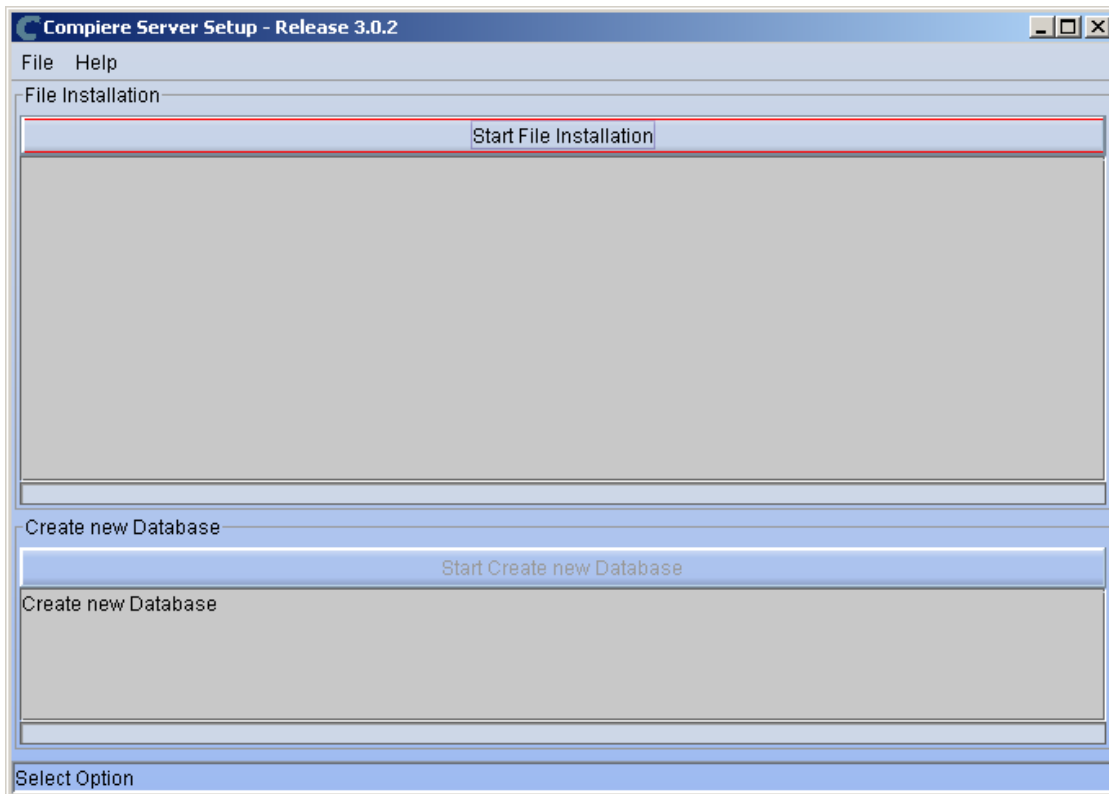 Compiere Server Setup - Release 3.0.2
File Help
File Installation
Start File Installation
Create new Database
Start Create new Database
Create new Database
Select Option